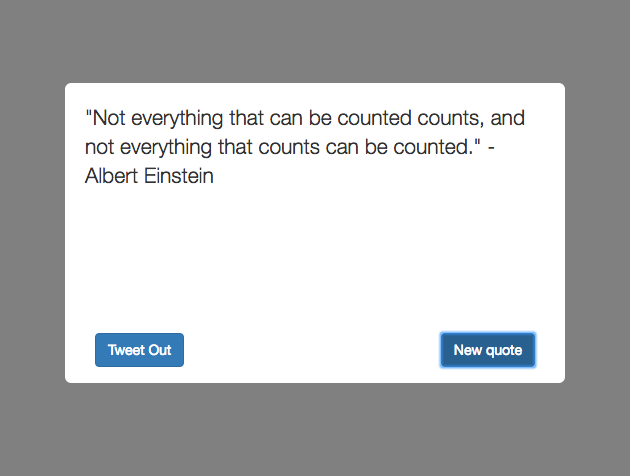 "Not everything that can be counted counts, and
not everything that counts can be counted." -
Albert Einstein
Tweet Out
New quote